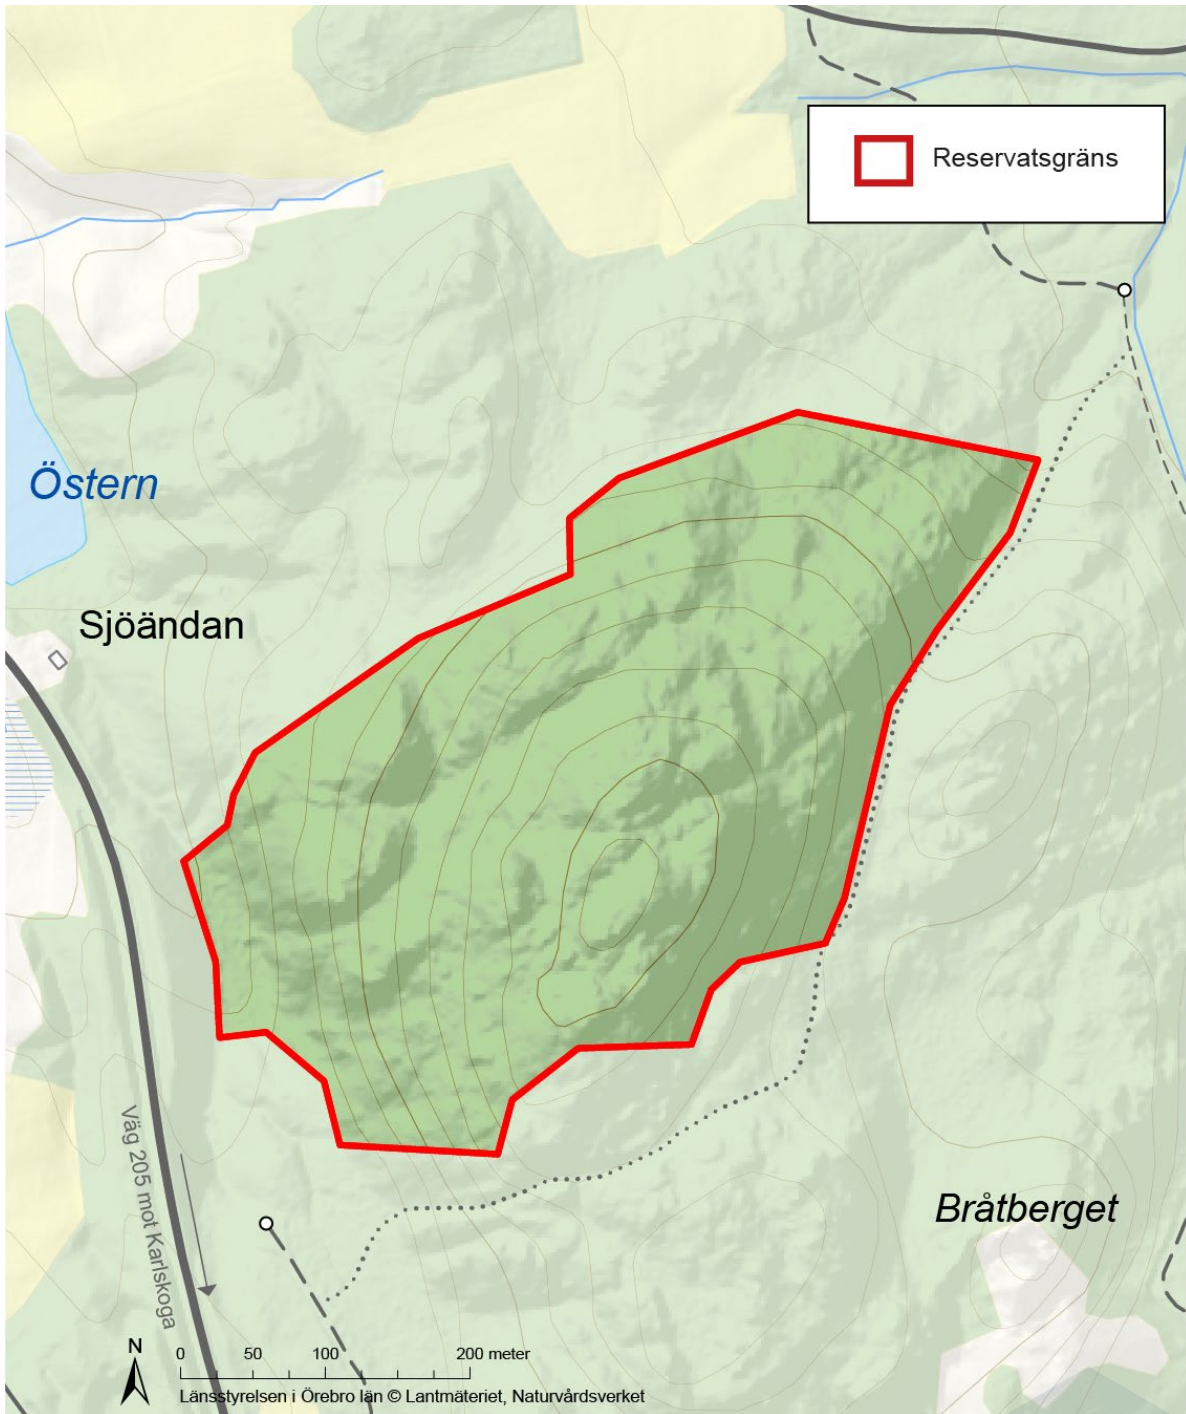 Reservatsgräns
Östern
Sjöändan
Väg 205 mot Karlskoga
Bråtberget
N
0 50 100 200 meter
Länsstyrelsen i Örebro län © Lantmäteriet, Naturvårdsverket